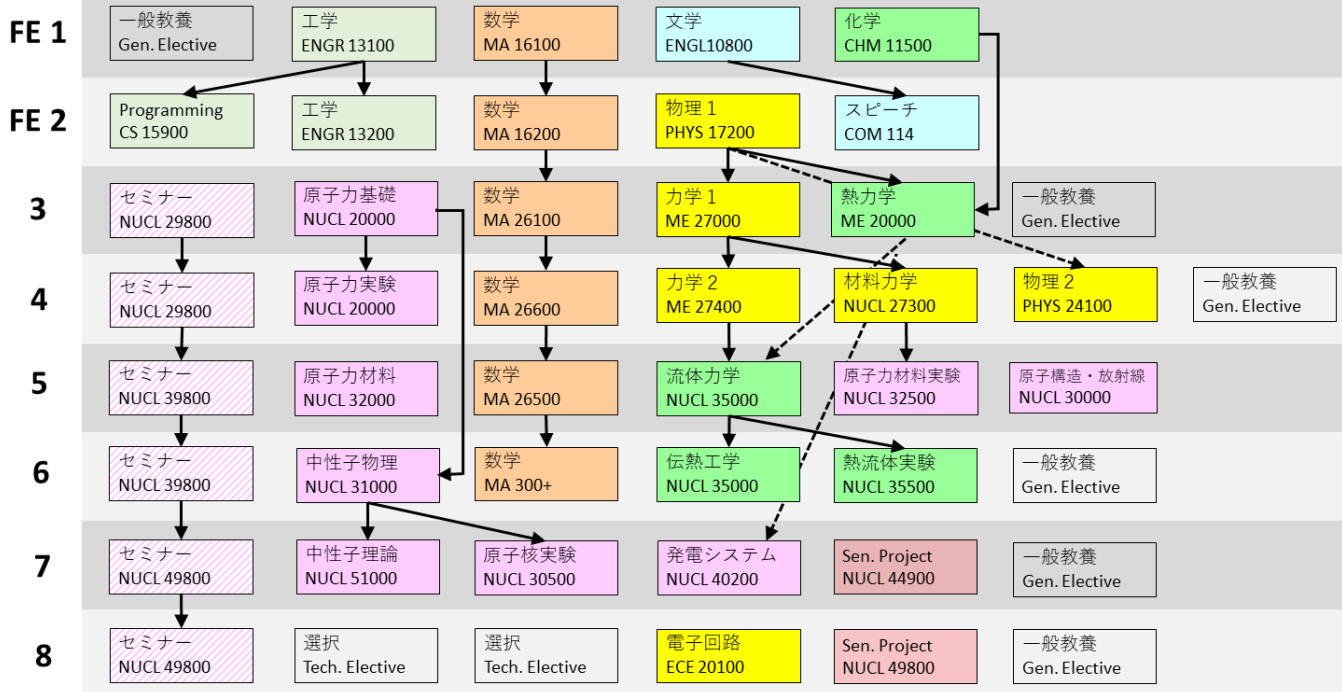 FE 1
一般教養
Gen. Elective
工学
ENGR 13100
数学
MA 16100
文学
ENGL10800
化学
CHM 11500
FE 2
Programming
CS 15900
工学
ENGR 13200
数学
MA 16200
物理 1
PHYS 17200
スピーチ
COM 114
3
セミナー
NUCL 29800
原子力基礎
NUCL 20000
数学
MA 26100
力学 1
ME 27000
熱力学
ME 20000
一般教養
Gen. Elective
4
セミナー
NUCL 29800
原子力実験
NUCL 20000
数学
MA 26600
力学 2
ME 27400
材料力学
NUCL 27300
物理 2
PHYS 24100
一般教養
Gen. Elective
5
セミナー
NUCL 39800
原子力材料
NUCL 32000
数学
MA 26500
流体力学
NUCL 35000
原子力材料実験
NUCL 32500
原子構造・放射線
NUCL 30000
6
セミナー
NUCL 39800
中性子物理
NUCL 31000
数学
MA 300+
伝熱工学
NUCL 35000
熱流体実験
NUCL 35500
一般教養
Gen. Elective
7
セミナー
NUCL 49800
中性子理論
NUCL 51000
原子核実験
NUCL 30500
発電システム
NUCL 40200
Sen. Project
NUCL 44900
一般教養
Gen. Elective
8
セミナー
NUCL 49800
選択
Tech. Elective
選択
Tech. Elective
電子回路
ECE 20100
Sen. Project
NUCL 49800
一般教養
Gen. Elective